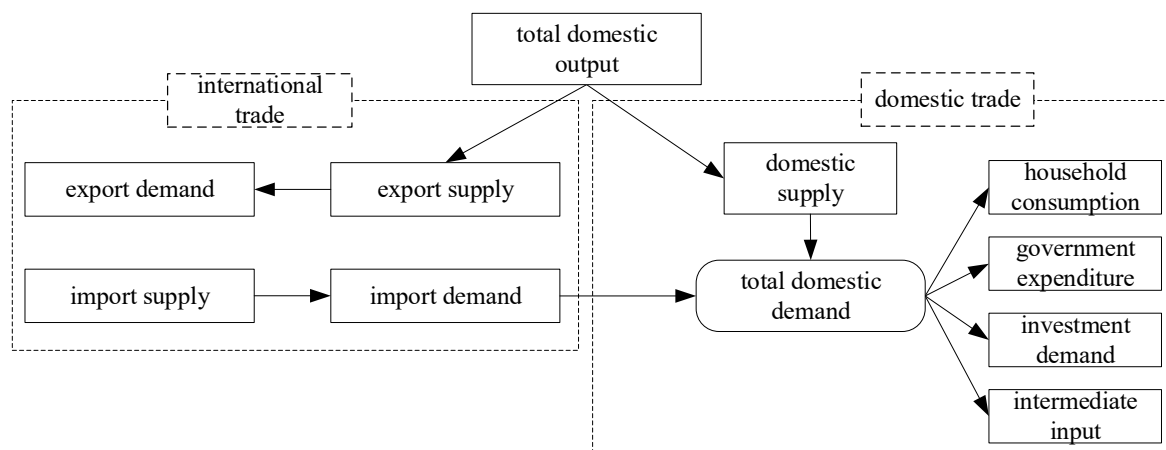 total domestic
output
international
trade
domestic trade
export demand
export supply
domestic
supply
household
consumption
government
expenditure
import supply
import demand
total domestic
demand
investment
demand
intermediate
input